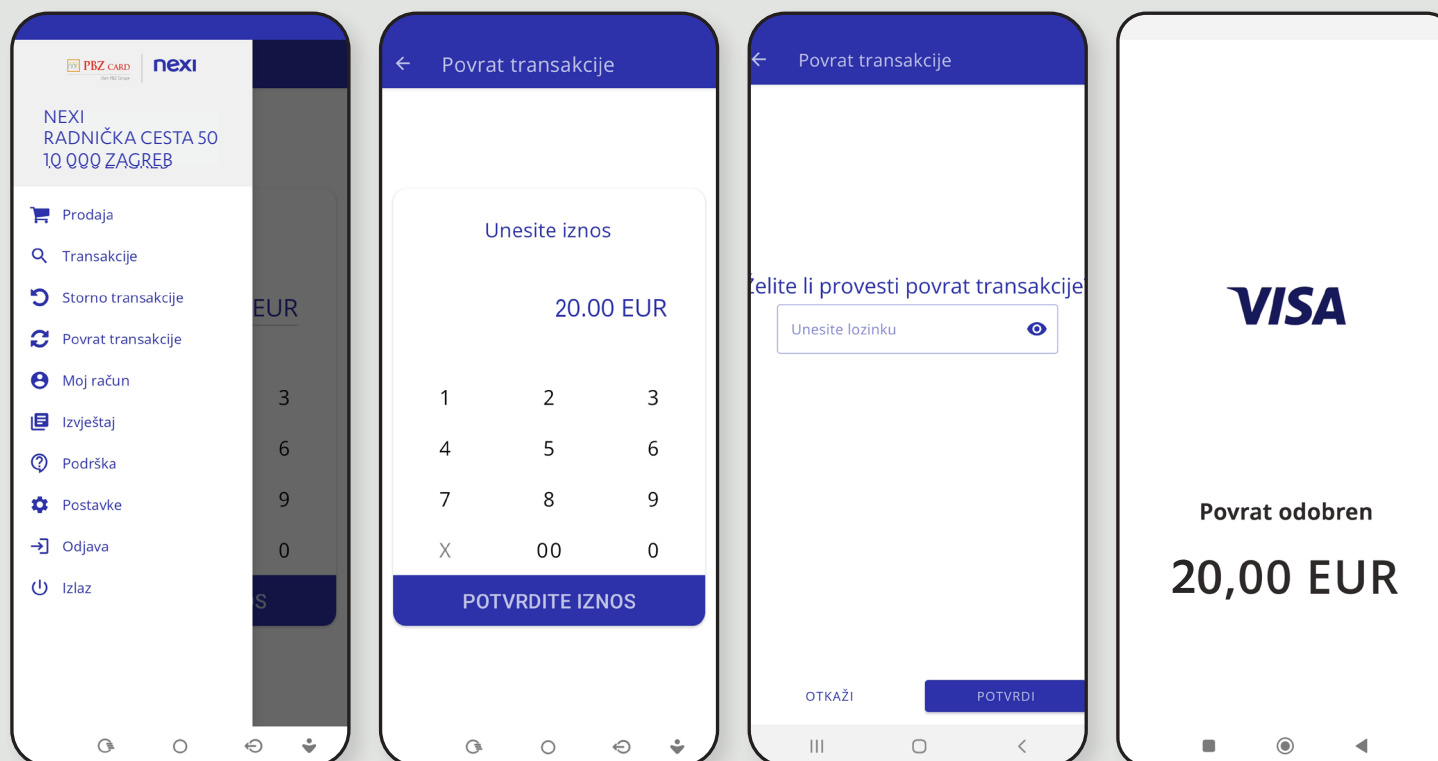 PBZ CARD nexi
NEXI
RADNIČKA CESTA 50
10 000 ZAGREB
Prodaja
Transakcije
Storno transakcije
Povrat transakcije
Moj račun
Izvještaj
Podrška
Postavke
Odjava
Izlaz
EUR
3
6
9
0
S
Povrat transakcije
Unesite iznos
20.00 EUR
1 2 3
4 5 6
7 8 9
X 00 0
POTVRDITE IZNOS
Povrat transakcije
Želite li provesti povrat transakcije?
Unesite lozinku
OTKAŽI POTVRDI
VISA
Povrat odobren
20,00 EUR